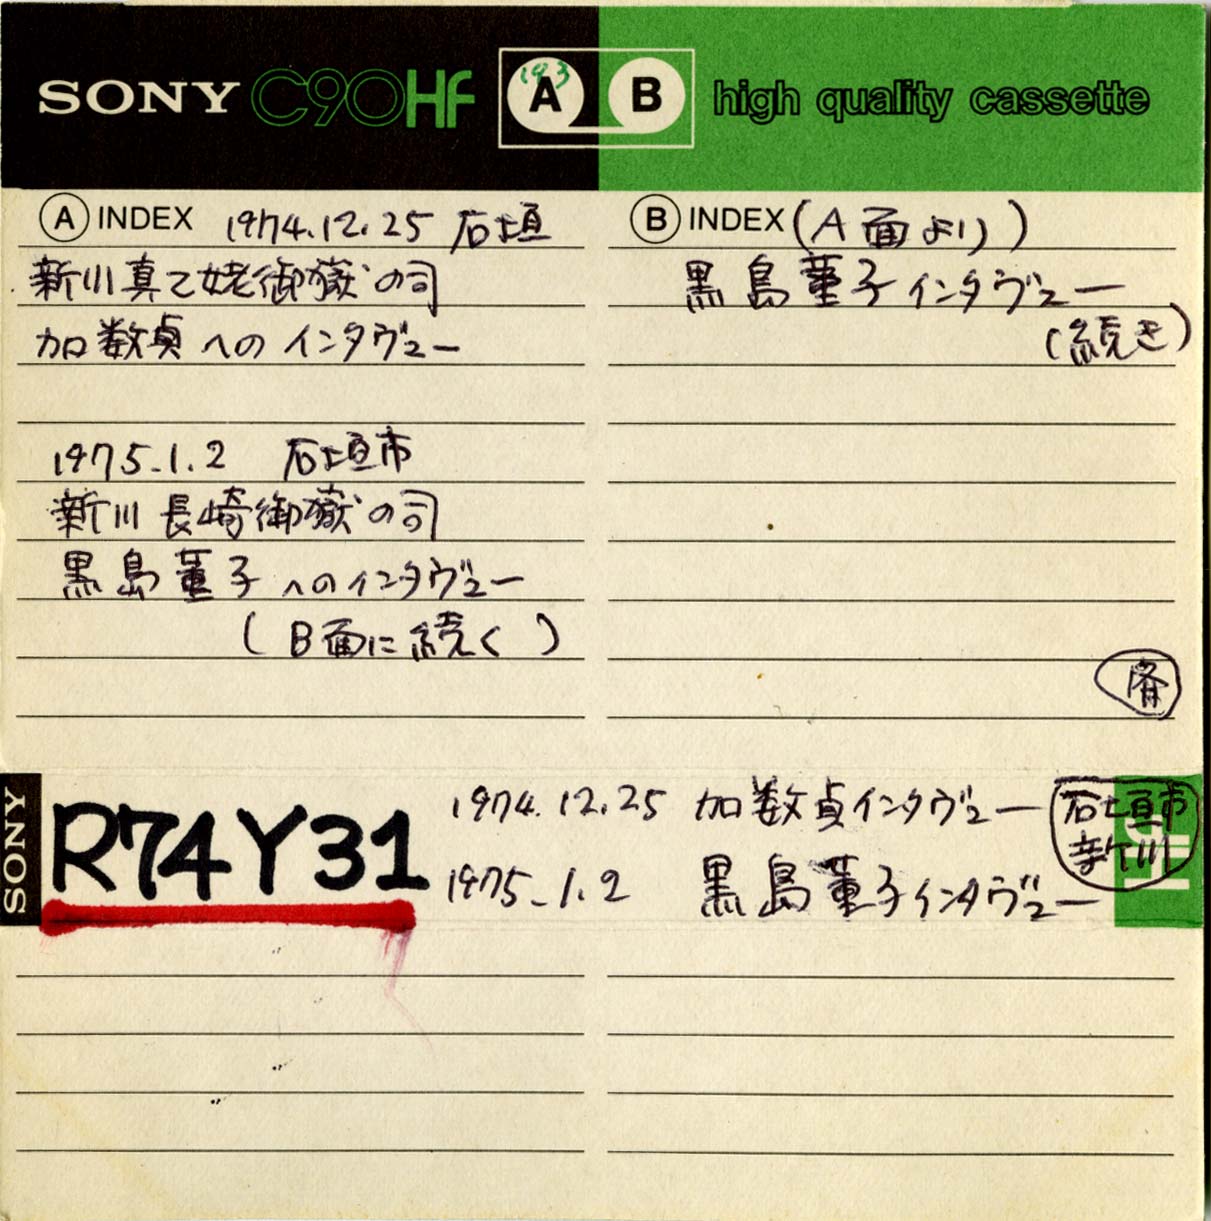 SONY C90HF A B high quality cassette
A INDEX 1974.12.25 石垣
新川真乙姥御嶽の司
加数貞へのインタヴュー
1975.1.2 石垣市
新川長崎御嶽の司
黒島菫子へのインタヴュー
(B面に続く)
B INDEX (A面より)
黒島菫子インタヴュー
(続き)
SONY
R74Y31
1974.12.25 加数貞インタヴュー
1975.1.2 黒島菫子インタヴュー
石垣市
新川